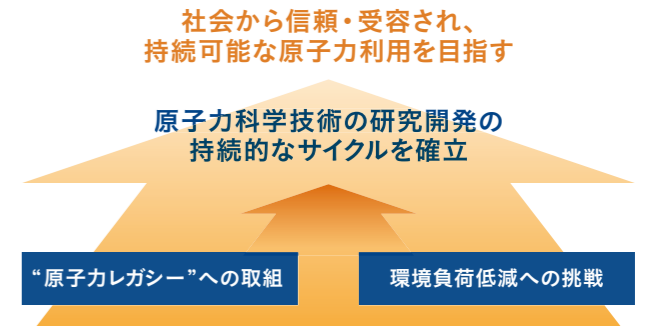 社会から信頼・受容され、
持続可能な原子力利用を目指す
原子力科学技術の研究開発の
持続的なサイクルを確立
“原子力レガシー”への取組
環境負荷低減への挑戦